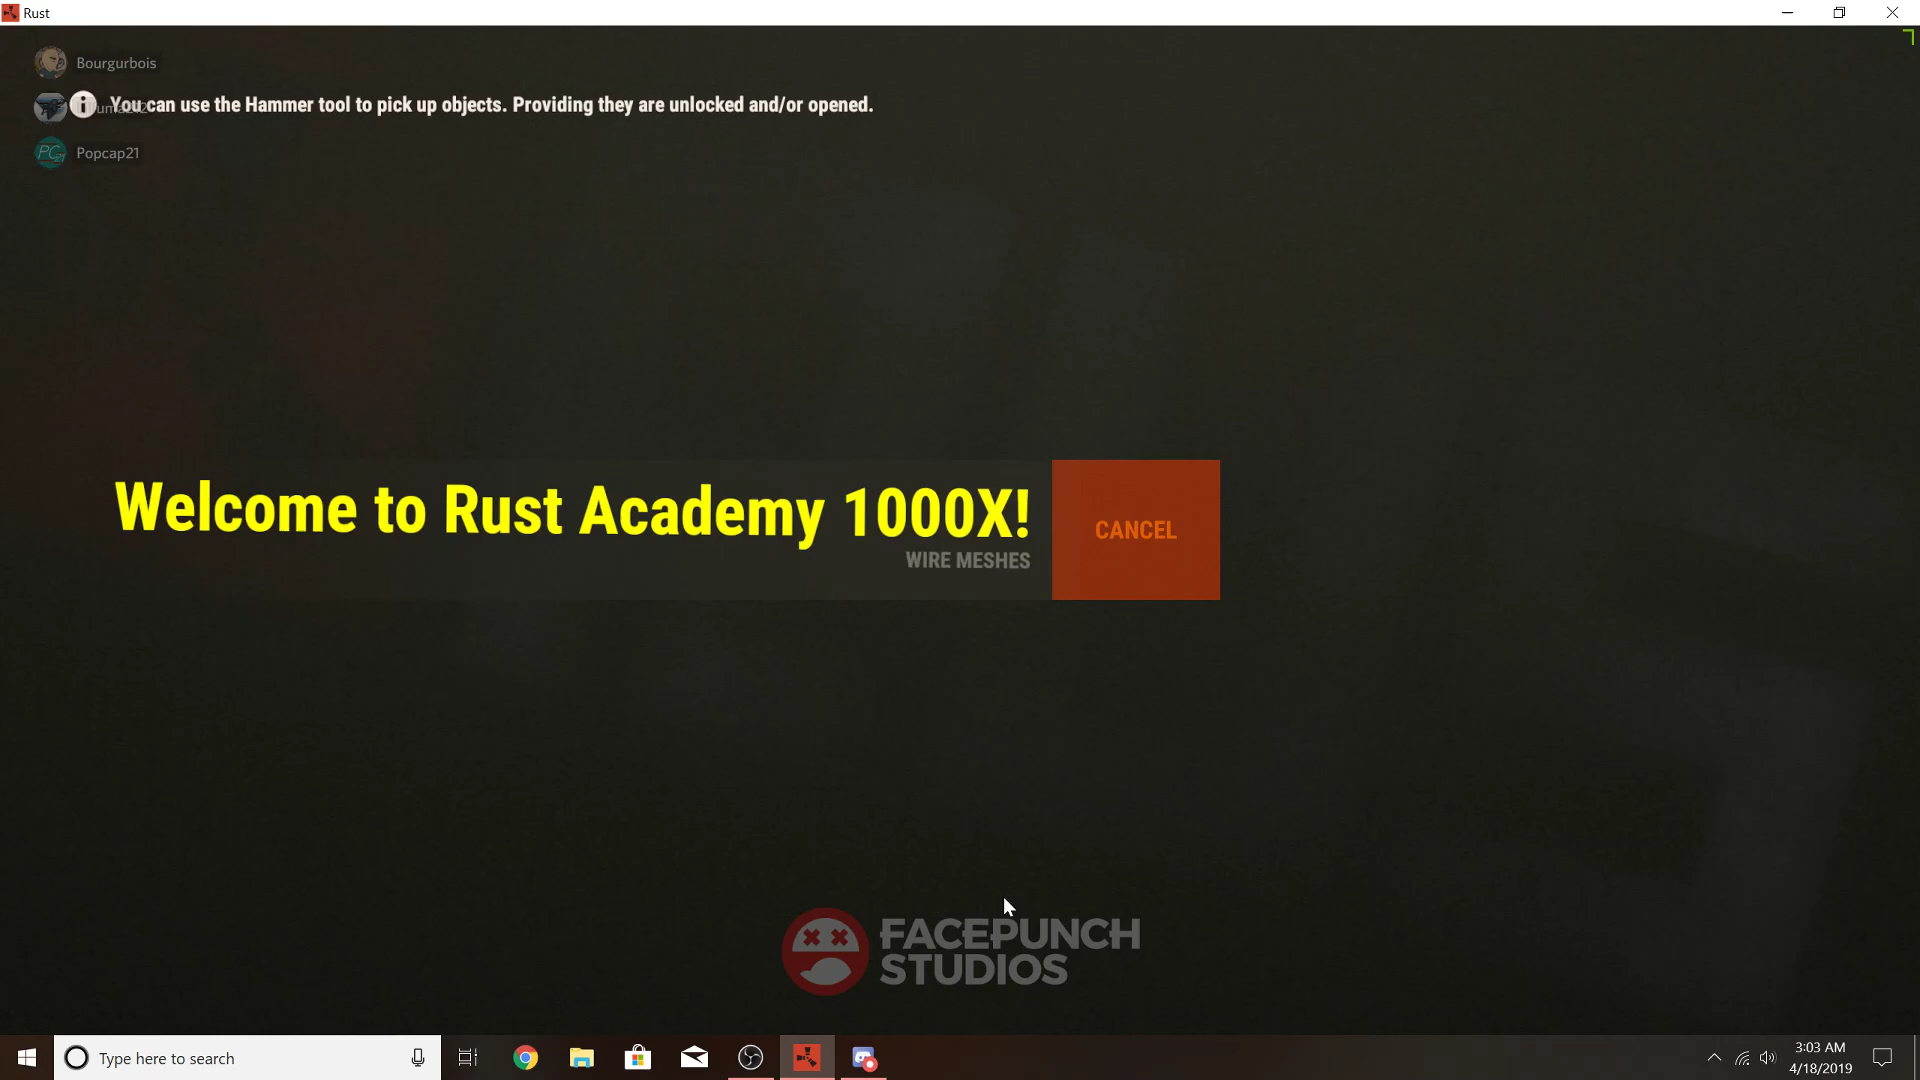 Rust
Bourgurbois
You can use the Hammer tool to pick up objects. Providing they are unlocked and/or opened.
PC
Popcap21
Welcome to Rust Academy 1000X!
WIRE MESHES
CANCEL
FACEPUNCH
STUDIOS
Type here to search
3:03 AM
4/18/2019